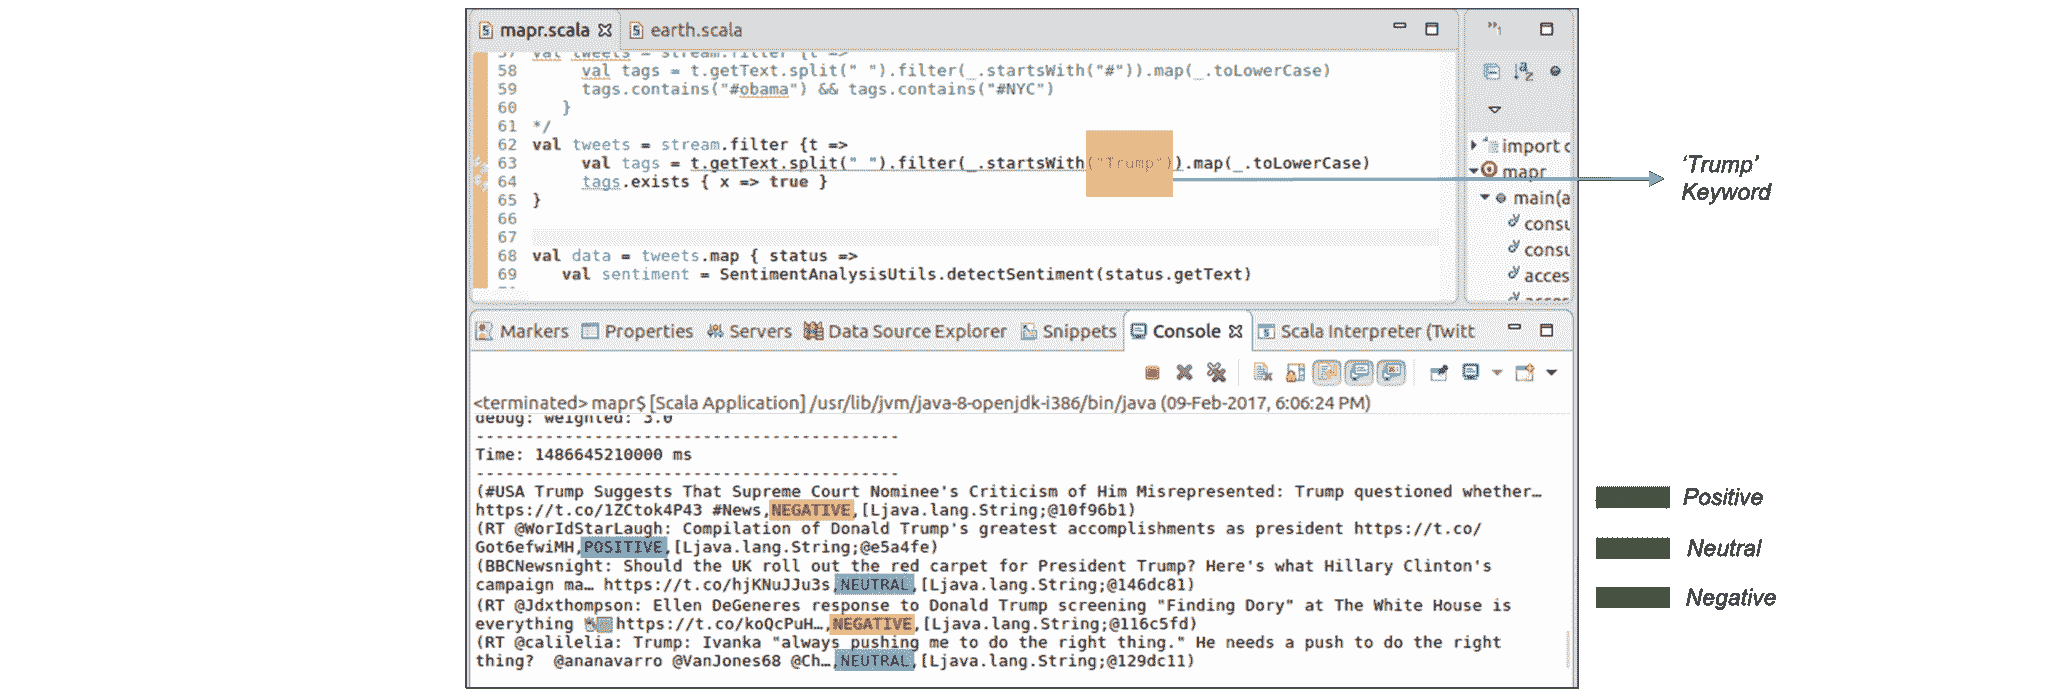 mapr.scala earth.scala
57 val tweets = stream.filter {t =>
58 val tags = t.getText.split(" ").filter(_.startsWith("#")).map(_.toLowerCase)
59 tags.contains("#obama") && tags.contains("#NYC")
60 }
61 */
62 val tweets = stream.filter {t =>
63 val tags = t.getText.split(" ").filter(_.startsWith("Trump")).map(_.toLowerCase)
64 tags.exists { x => true }
65 }
66
67
68 val data = tweets.map { status =>
69 val sentiment = SentimentAnalysisUtils.detectSentiment(status.getText)
import c
mapr
main(a
consu
consu
acces
acces
'Trump'
Keyword
Markers Properties Servers Data Source Explorer Snippets Console Scala Interpreter (Twitt
<terminated> mapr$ [Scala Application] /usr/lib/jvm/java-8-openjdk-i386/bin/java (09-Feb-2017, 6:06:24 PM)
debug: weighted: 3.0
-------------------------------------------
Time: 1486645210000 ms
-------------------------------------------
(#USA Trump Suggests That Supreme Court Nominee's Criticism of Him Misrepresented: Trump questioned whether…
https://t.co/1ZCtok4P43 #News,NEGATIVE,[Ljava.lang.String;@10f96b1)
(RT @WorIdStarLaugh: Compilation of Donald Trump's greatest accomplishments as president https://t.co/
Got6efwiMH,POSITIVE,[Ljava.lang.String;@e5a4fe)
(BBCNewsnight: Should the UK roll out the red carpet for President Trump? Here's what Hillary Clinton's
campaign ma… https://t.co/hjKNuJJu3s,NEUTRAL,[Ljava.lang.String;@146dc81)
(RT @Jdxthompson: Ellen DeGeneres response to Donald Trump screening "Finding Dory" at The White House is
everything https://t.co/koQcPuH…,NEGATIVE,[Ljava.lang.String;@116c5fd)
(RT @calilelia: Trump: Ivanka "always pushing me to do the right thing." He needs a push to do the right
thing? @ananavarro @VanJones68 @Ch…,NEUTRAL,[Ljava.lang.String;@129dc11)
Positive
Neutral
Negative